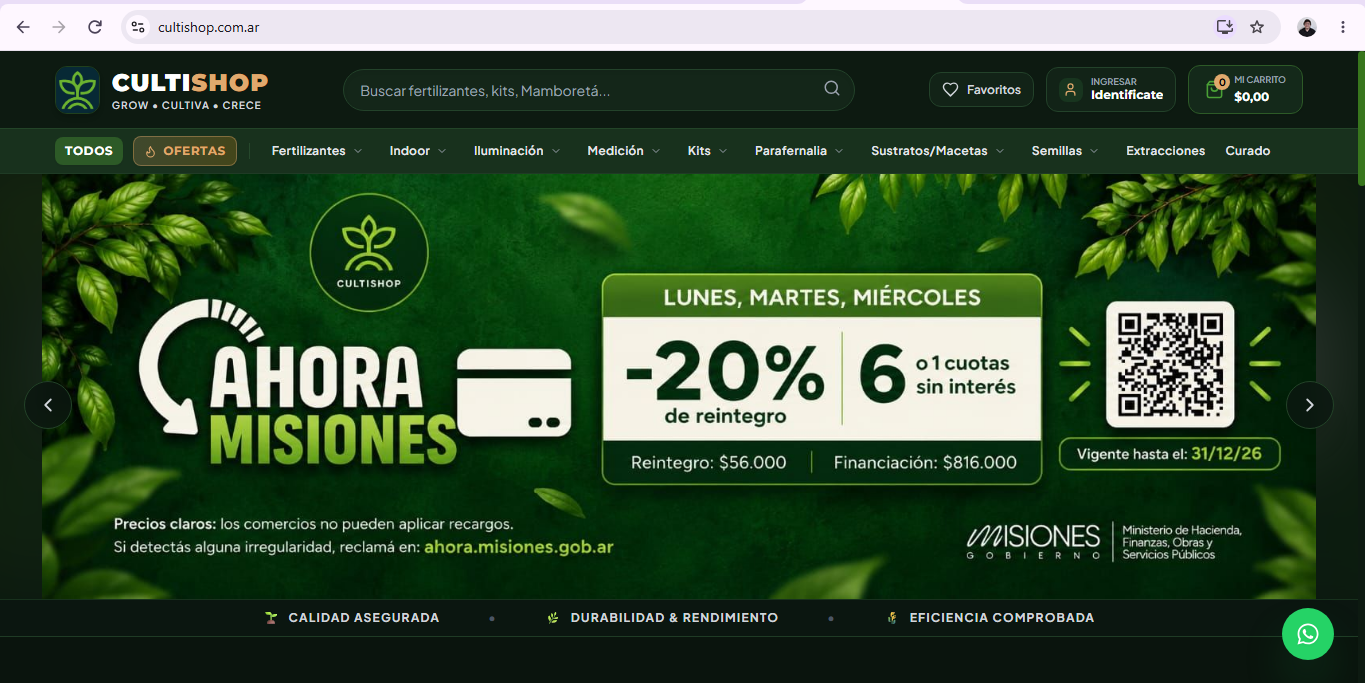 cultishop.com.ar
CULTISHOP
GROW • CULTIVA • CRECE
Buscar fertilizantes, kits, Mamboretá...
Favoritos
INGRESAR
Identificate
0
MI CARRITO
$0,00
TODOS
OFERTAS
Fertilizantes
Indoor
Iluminación
Medición
Kits
Parafernalia
Sustratos/Macetas
Semillas
Extracciones
Curado
CULTISHOP
AHORA
MISIONES
LUNES, MARTES, MIÉRCOLES
-20%
de reintegro
6 o 1 cuotas
sin interés
Reintegro: $56.000
Financiación: $816.000
Vigente hasta el: 31/12/26
Precios claros: los comercios no pueden aplicar recargos.
Si detectás alguna irregularidad, reclamá en: ahora.misiones.gob.ar
MISIONES
GOBIERNO
Ministerio de Hacienda,
Finanzas, Obras y
Servicios Públicos
CALIDAD ASEGURADA
DURABILIDAD & RENDIMIENTO
EFICIENCIA COMPROBADA